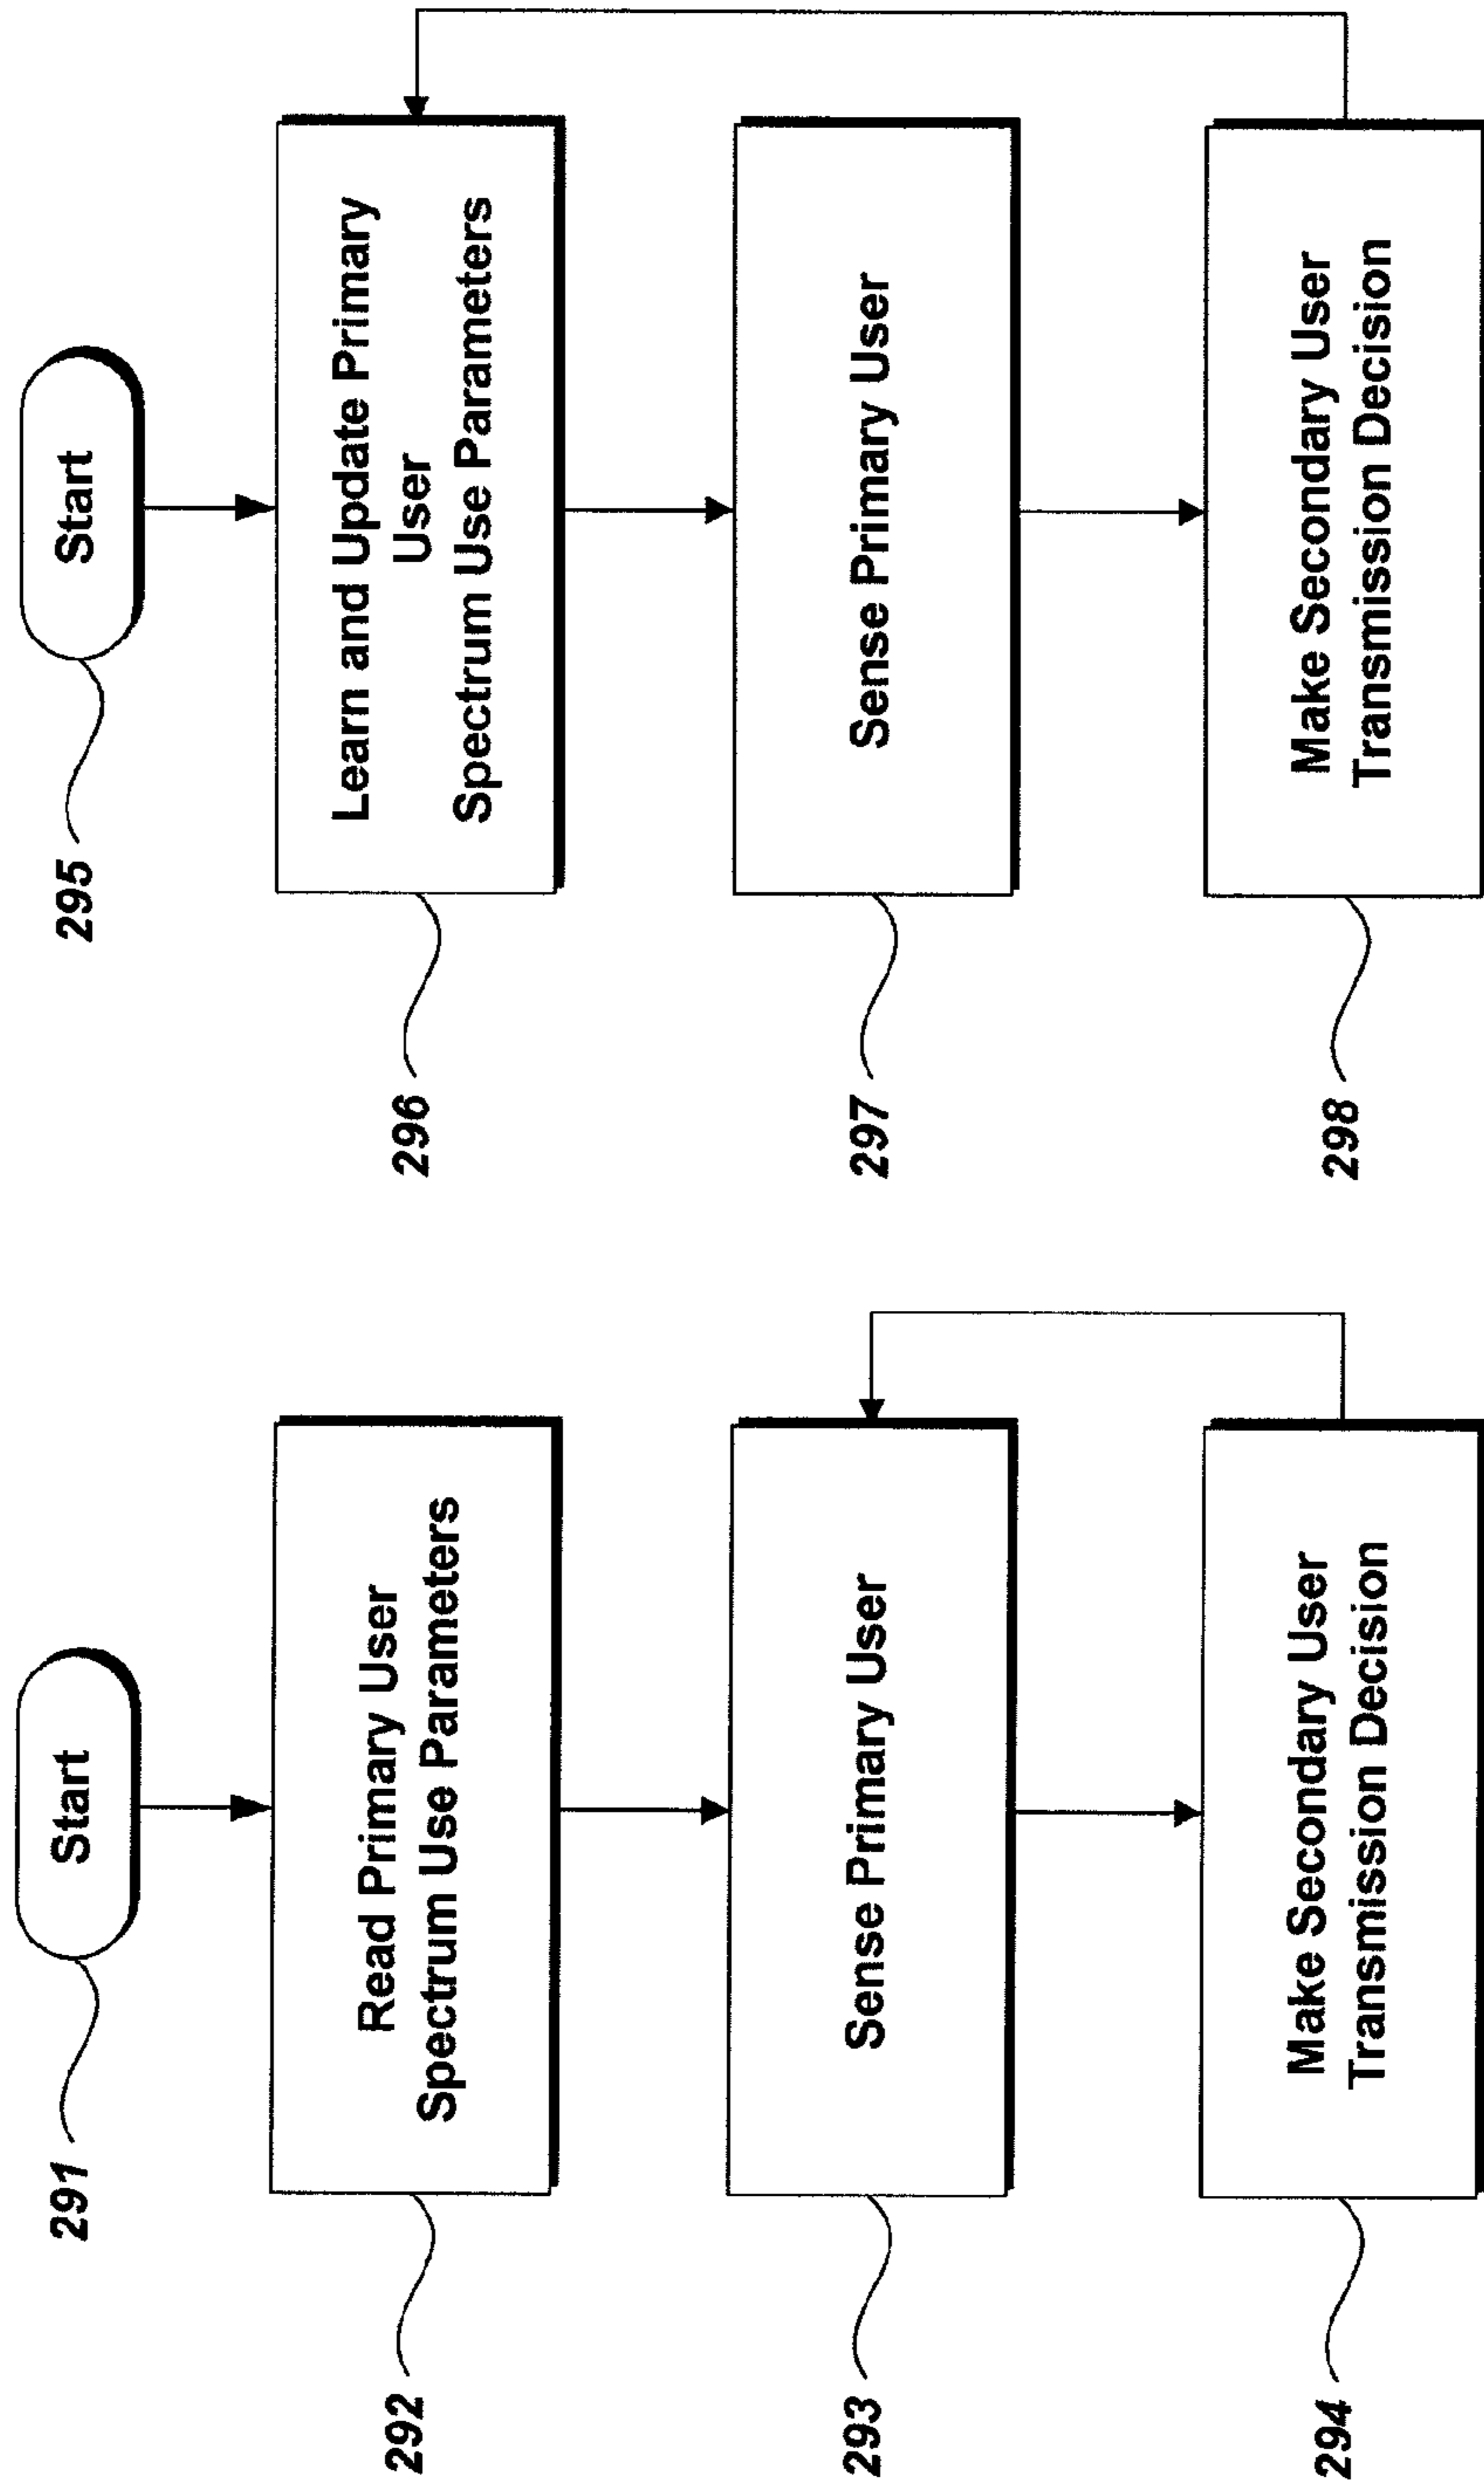 291
Start
292
Read Primary User
Spectrum Use Parameters
293
Sense Primary User
294
Make Secondary User
Transmission Decision
295
Start
296
Learn and Update Primary
User
Spectrum Use Parameters
297
Sense Primary User
298
Make Secondary User
Transmission Decision